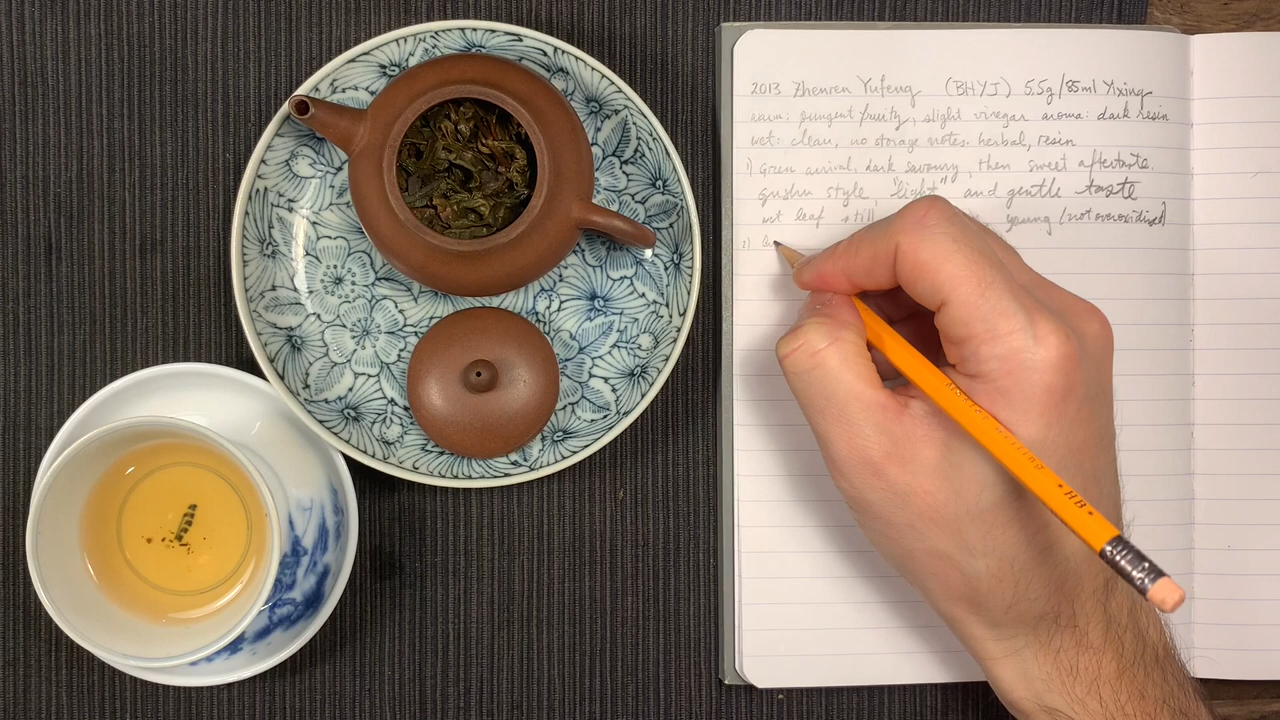 2013 Zhenren Yufeng (BHYJ) 5.5g/85ml Yixing
warm: pungent fruity, slight vinegar aroma: dark resin
wet: clean, no storage notes. herbal, resin
1) Green arrival, dark savoury, then sweet aftertaste.
gushu style, "light" and gentle taste
wet leaf still young (not overoxidized)
2)
HB